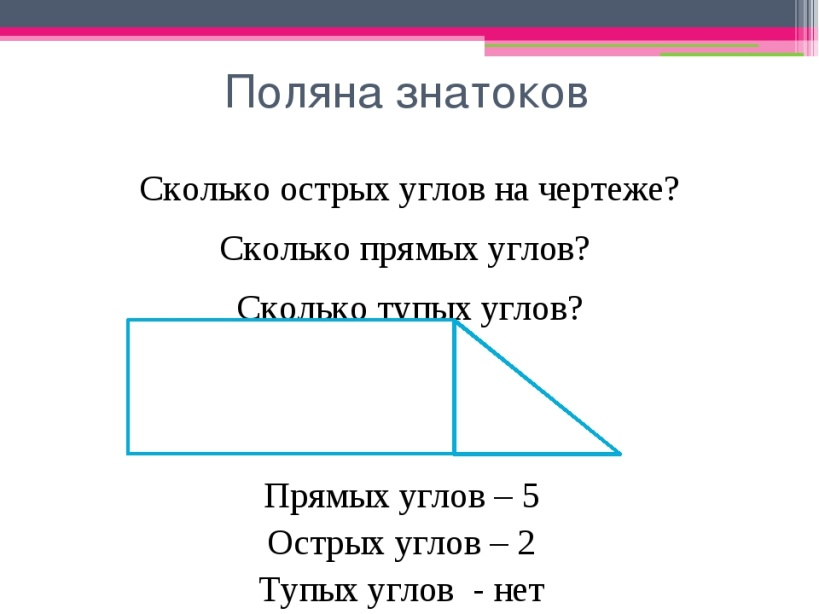 Поляна знатоков
Сколько острых углов на чертеже?
Сколько прямых углов?
Сколько тупых углов?
Прямых углов – 5
Острых углов – 2
Тупых углов - нет